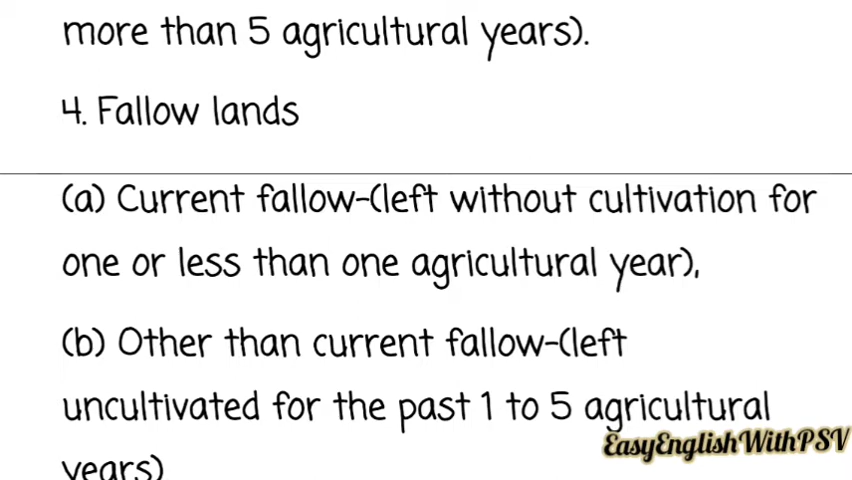 more than 5 agricultural years).
4. Fallow lands
(a) Current fallow-(left without cultivation for
one or less than one agricultural year),
(b) Other than current fallow-(left
uncultivated for the past 1 to 5 agricultural
EasyEnglishWithPSV
years)